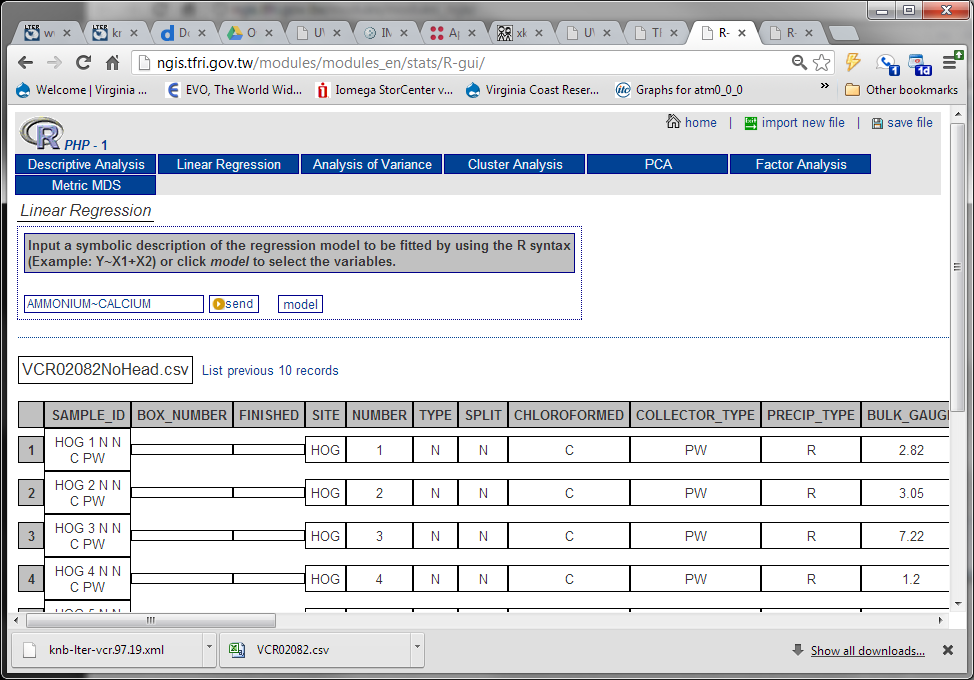 w
kr
D
O
U\
IN
A
xk
U\
Tl
R-
R-
ngis.tfri.gov.tw/modules/modules_en/stats/R-gui/
1
1d
Welcome | Virginia ...
EVO, The World Wid...
Iomega StorCenter v...
Virginia Coast Reser...
Graphs for atm0_0_0
»
Other bookmarks
R PHP - 1
home | import new file | save file
Descriptive Analysis
Linear Regression
Analysis of Variance
Cluster Analysis
PCA
Factor Analysis
Metric MDS
Linear Regression
Input a symbolic description of the regression model to be fitted by using the R syntax
(Example: Y~X1+X2) or click model to select the variables.
AMMONIUM~CALCIUM send model
VCR02082NoHead.csv List previous 10 records
SAMPLE_ID BOX_NUMBER FINISHED SITE NUMBER TYPE SPLIT CHLOROFORMED COLLECTOR_TYPE PRECIP_TYPE BULK_GAUG
1 HOG 1 N N C PW HOG 1 N N C PW R 2.82
2 HOG 2 N N C PW HOG 2 N N C PW R 3.05
3 HOG 3 N N C PW HOG 3 N N C PW R 7.22
4 HOG 4 N N C PW HOG 4 N N C PW R 1.2
knb-lter-vcr.97.19.xml
VCR02082.csv
Show all downloads...